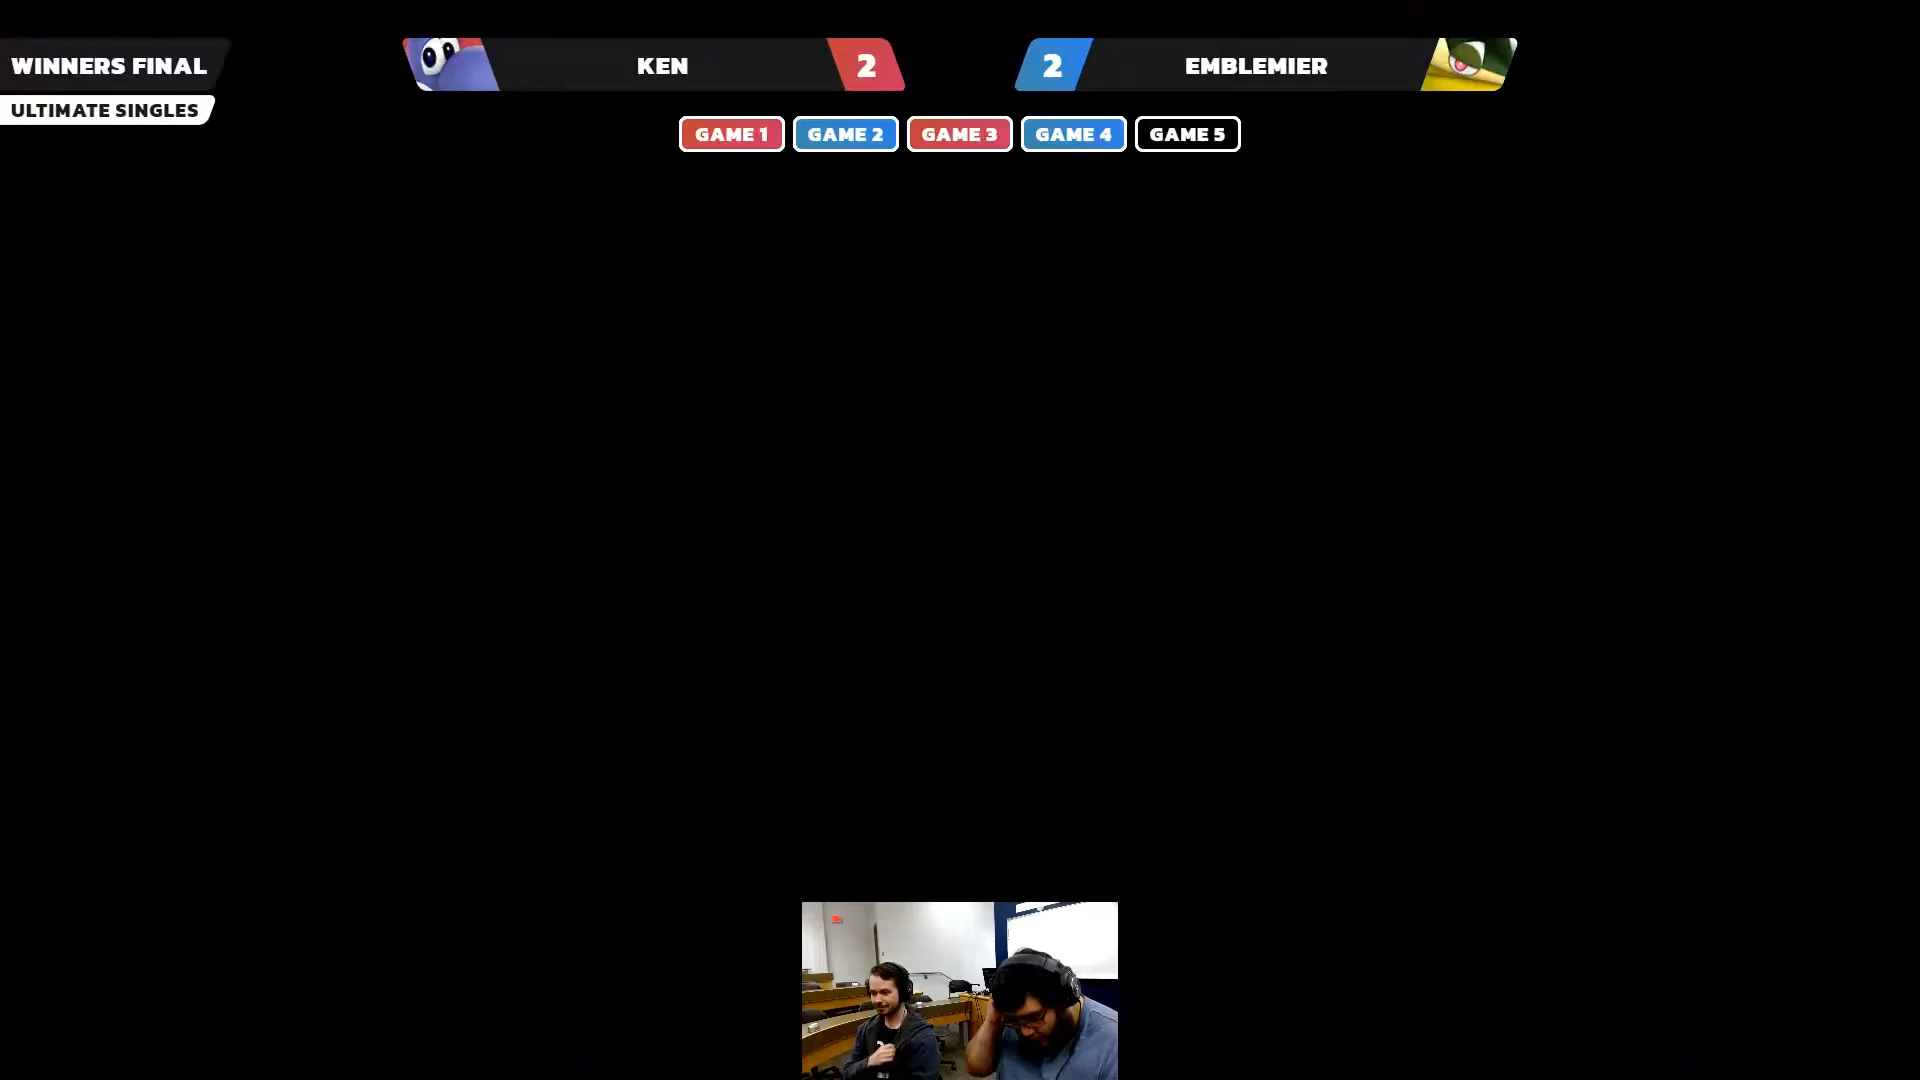 WINNERS FINAL
ULTIMATE SINGLES
KEN 2
2 EMBLEMIER
GAME 1 GAME 2 GAME 3 GAME 4 GAME 5